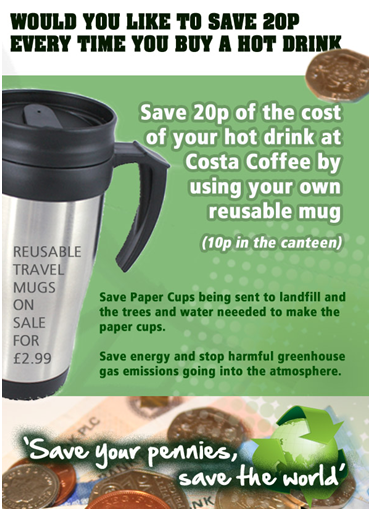 WOULD YOU LIKE TO SAVE 20P
EVERY TIME YOU BUY A HOT DRINK
Save 20p of the cost
of your hot drink at
Costa Coffee by
using your own
reusable mug
(10p in the canteen)
REUSABLE
TRAVEL
MUGS
ON
SALE
FOR
£2.99
Save Paper Cups being sent to landfill and
the trees and water neeeded to make the
paper cups.
Save energy and stop harmful greenhouse
gas emissions going into the atmosphere.
'Save your pennies,
save the world'